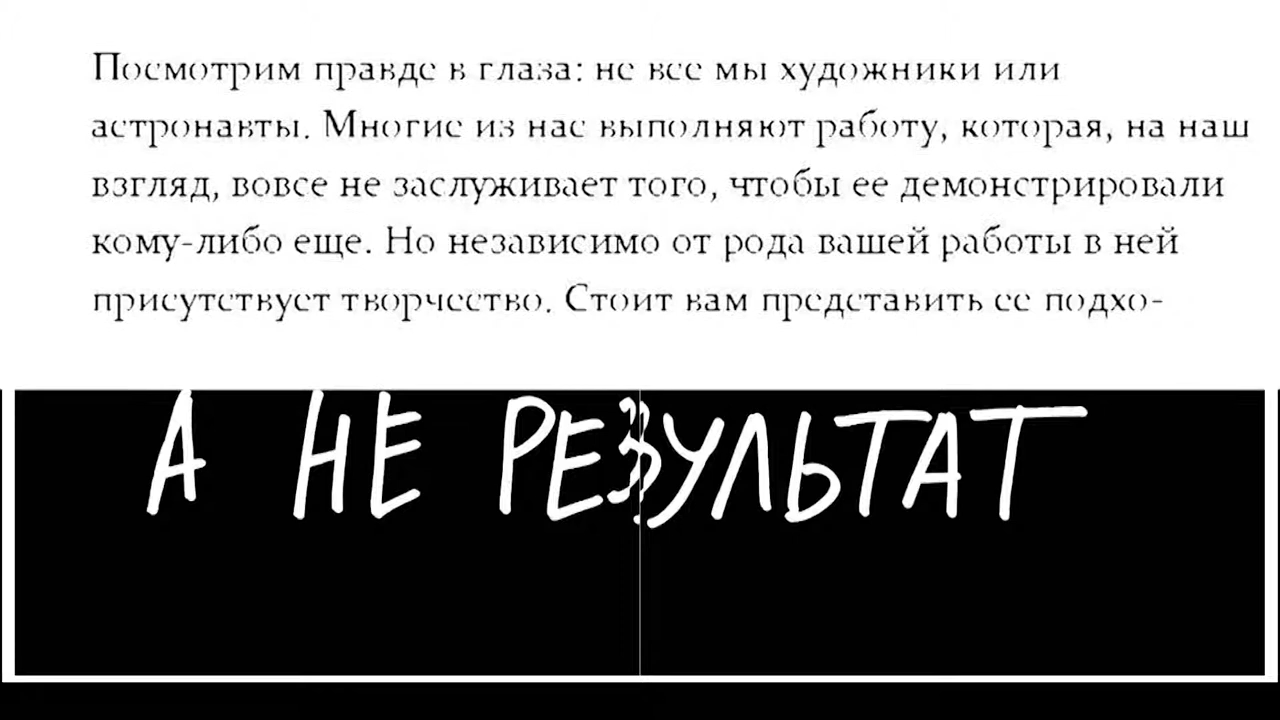 Посмотрим правде в глаза: не все мы художники или
астронавты. Многие из нас выполняют работу, которая, на наш
взгляд, вовсе не заслуживает того, чтобы ее демонстрировали
кому-либо еще. Но независимо от рода вашей работы в ней
присутствует творчество. Стоит вам представить ее подхо-
А НЕ РЕЗУЛЬТАТ